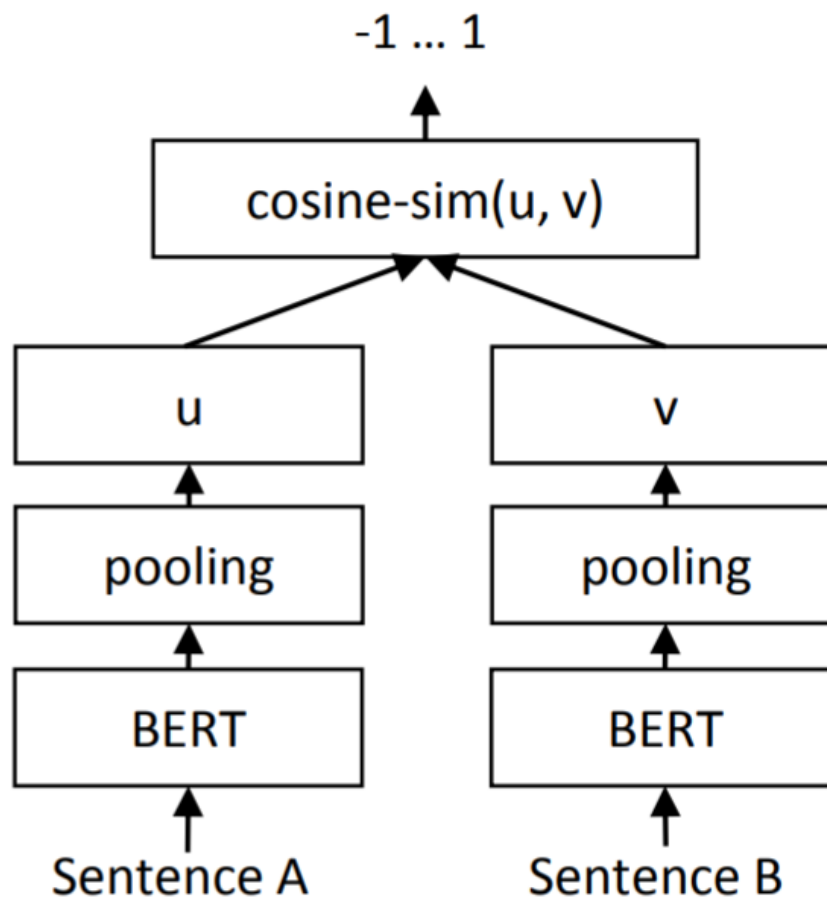 -1 ... 1
cosine-sim(u, v)
u
v
pooling
pooling
BERT
BERT
Sentence A
Sentence B